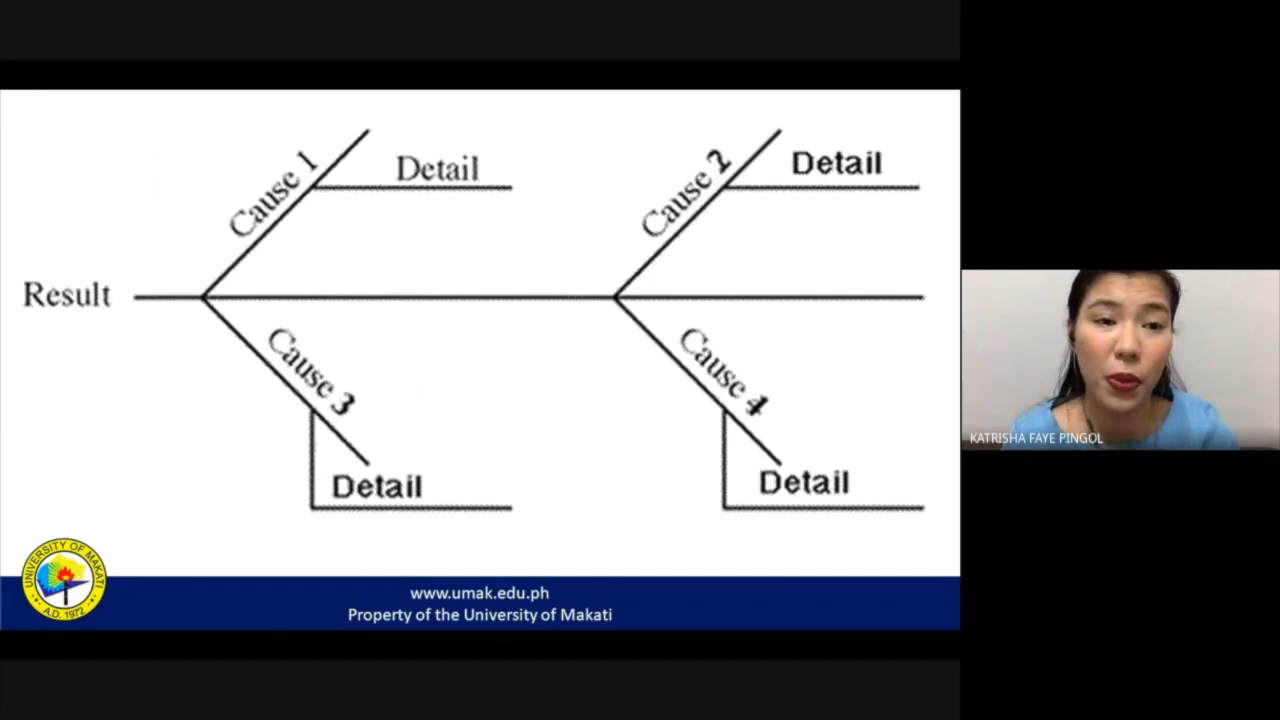 Cause 1
Detail
Cause 2
Detail
Result
Cause 3
Detail
Cause 4
Detail
KATRISHA FAYE PINGOL
UNIVERSITY OF MAKATI
A.D. 1972
www.umak.edu.ph
Property of the University of Makati